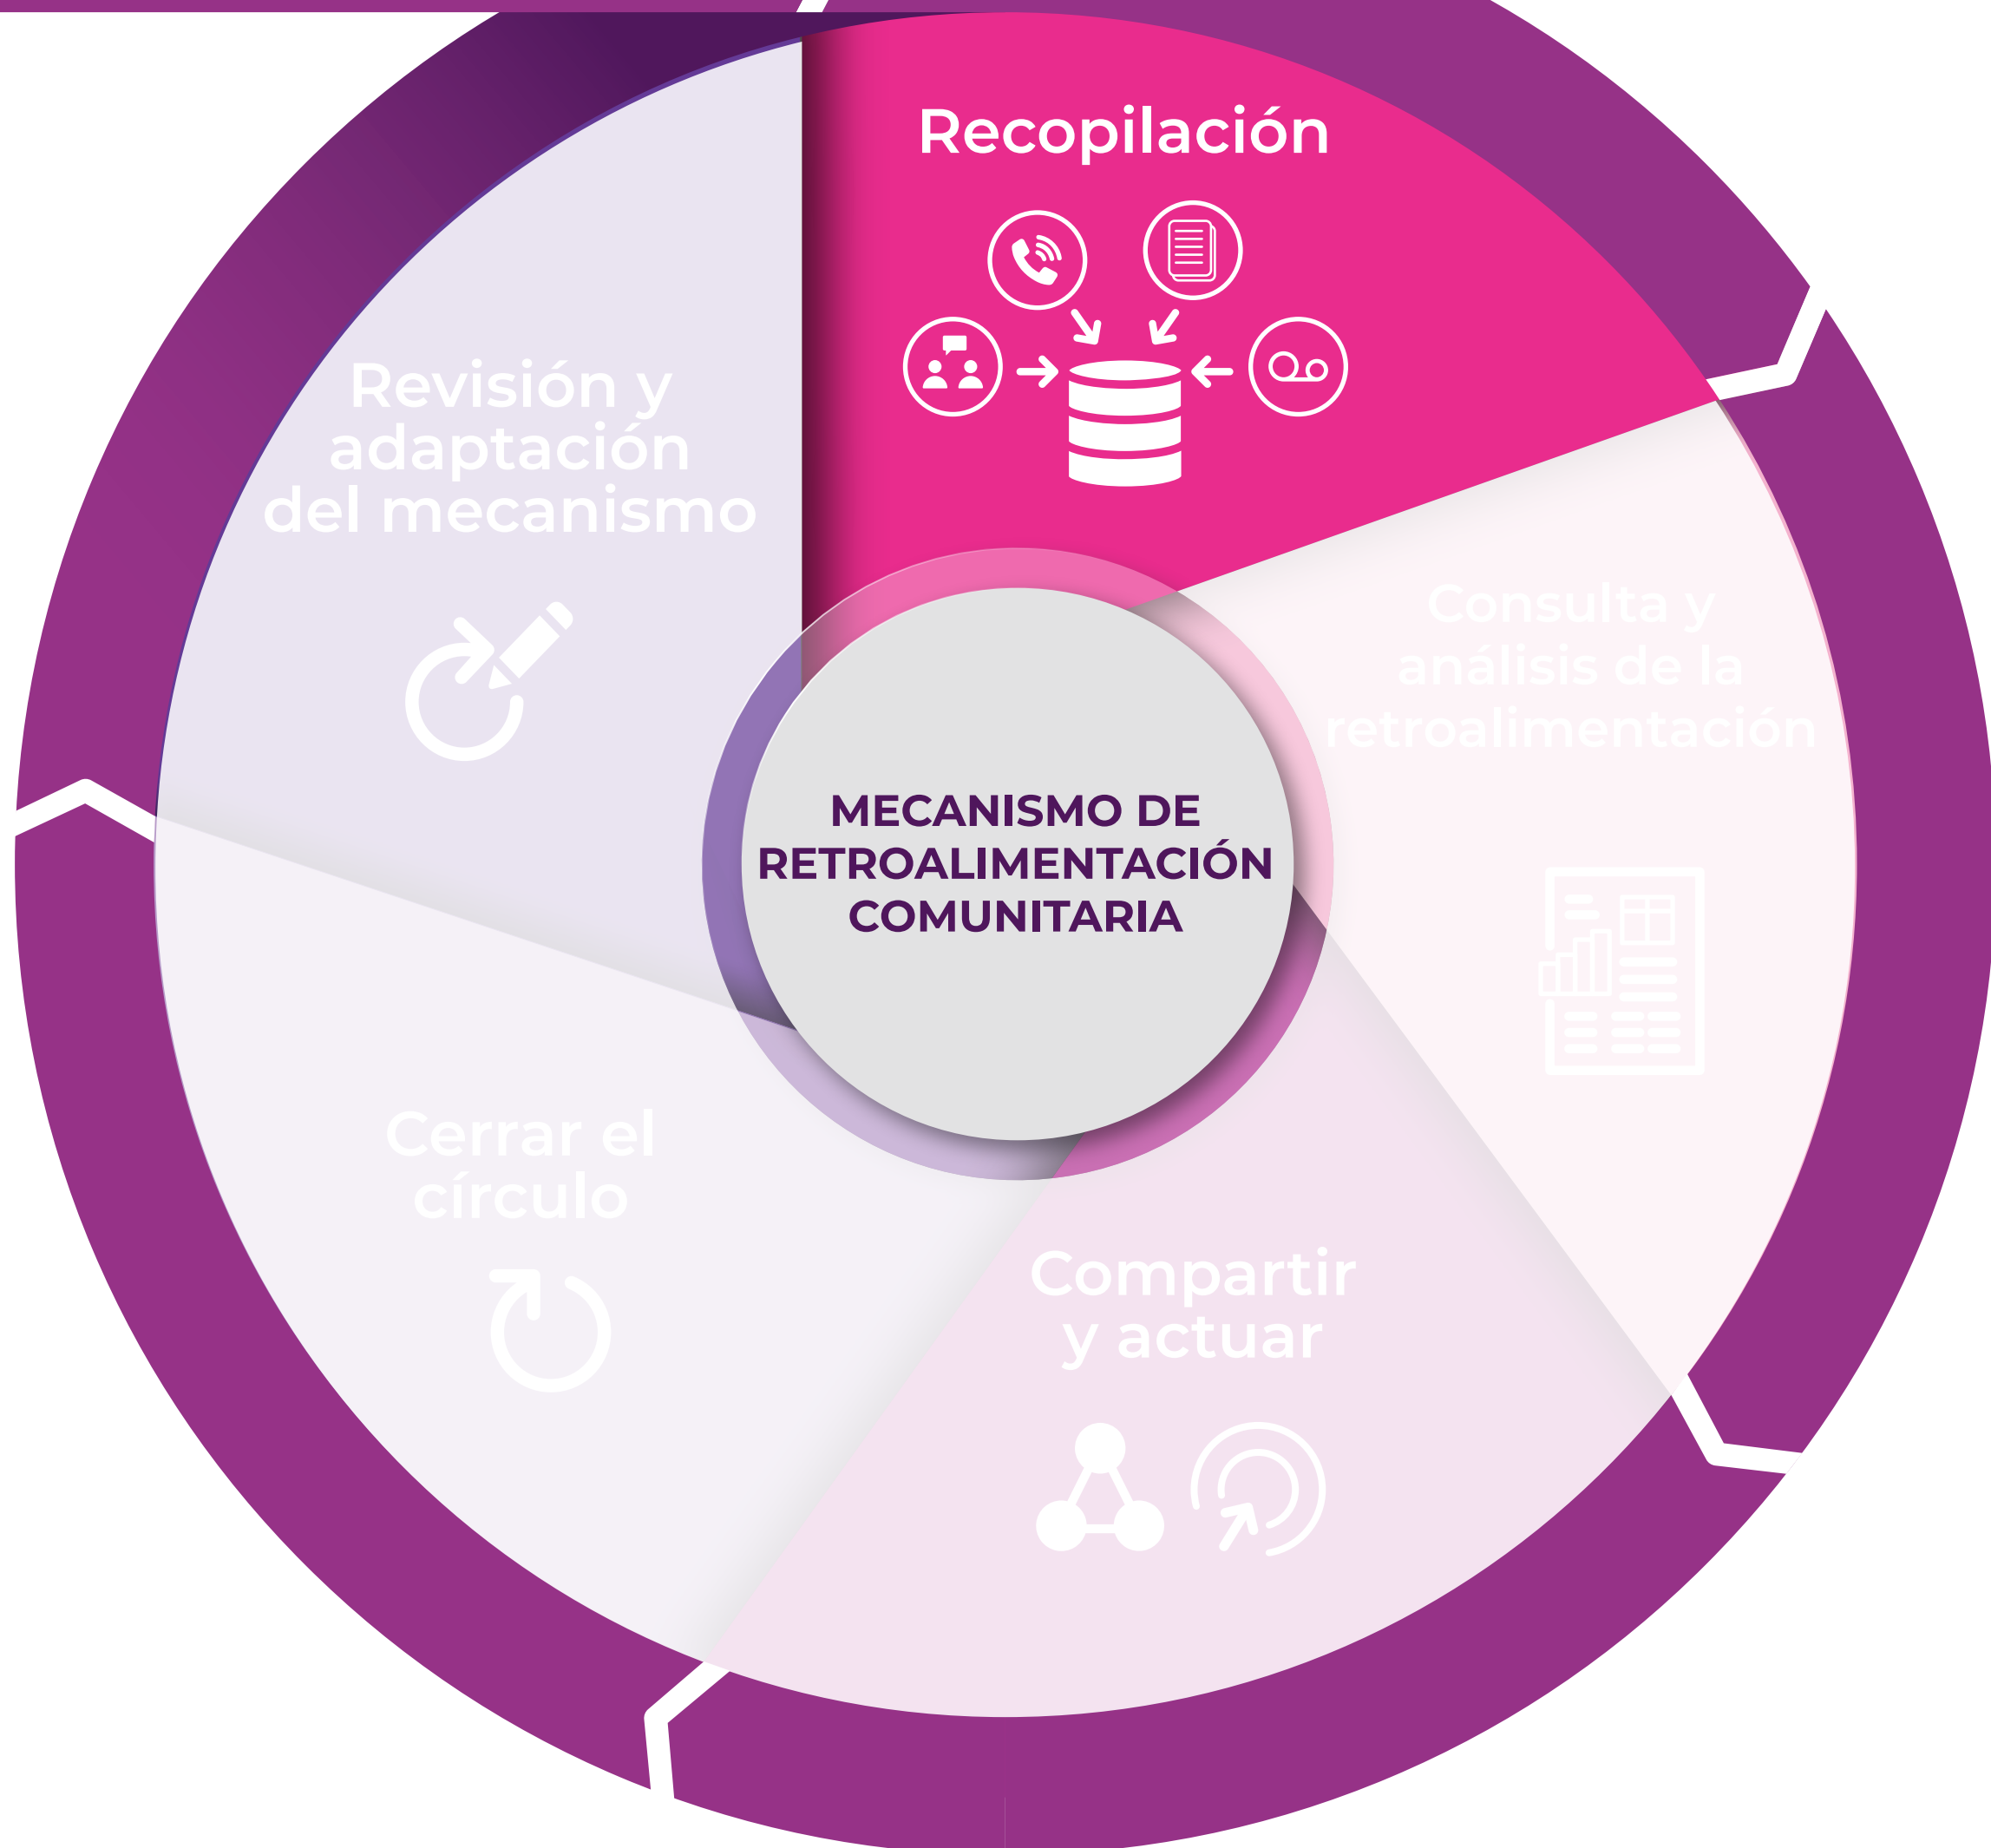 Recopilación
Revisión y
adaptación
del mecanismo
Consulta y
análisis de la
retroalimentación
MECANISMO DE
RETROALIMENTACIÓN
COMUNITARIA
Cerrar el
círculo
Compartir
y actuar